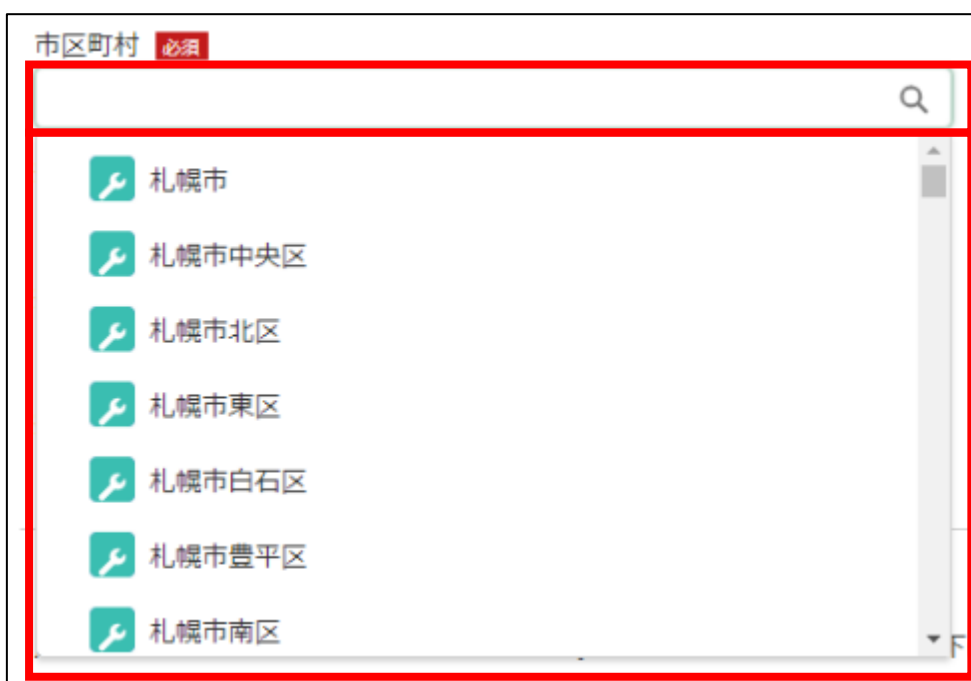 市区町村 必須
札幌市
札幌市中央区
札幌市北区
札幌市東区
札幌市白石区
札幌市豊平区
札幌市南区
下